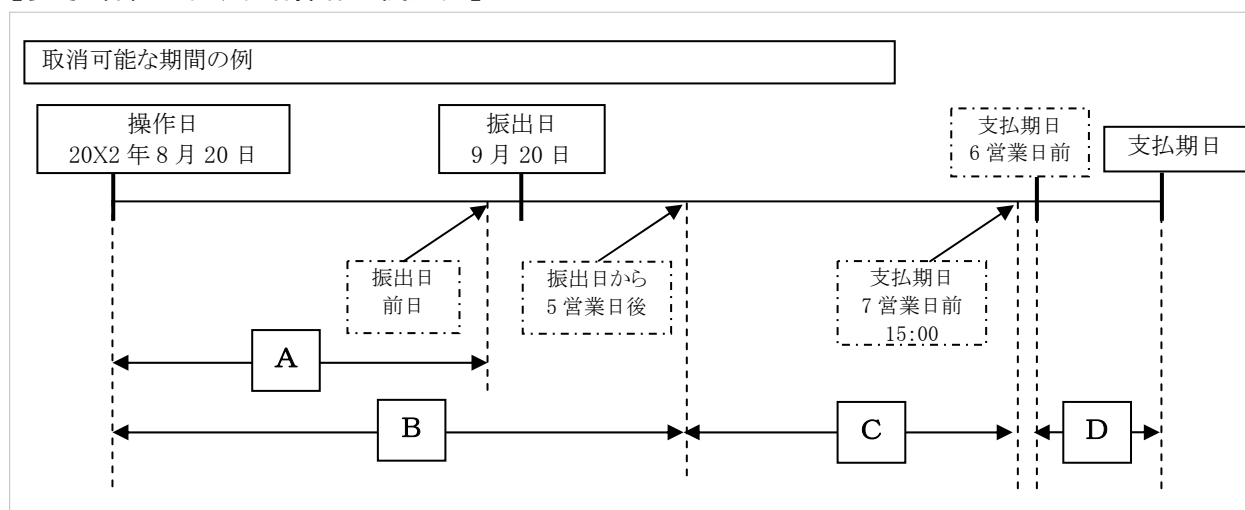 取消可能な期間の例
操作日
20X2年8月20日
振出日
9月20日
支払期日
6営業日前
支払期日
振出日
前日
振出日から
5営業日後
支払期日
7営業日前
15:00
A
B
C
D